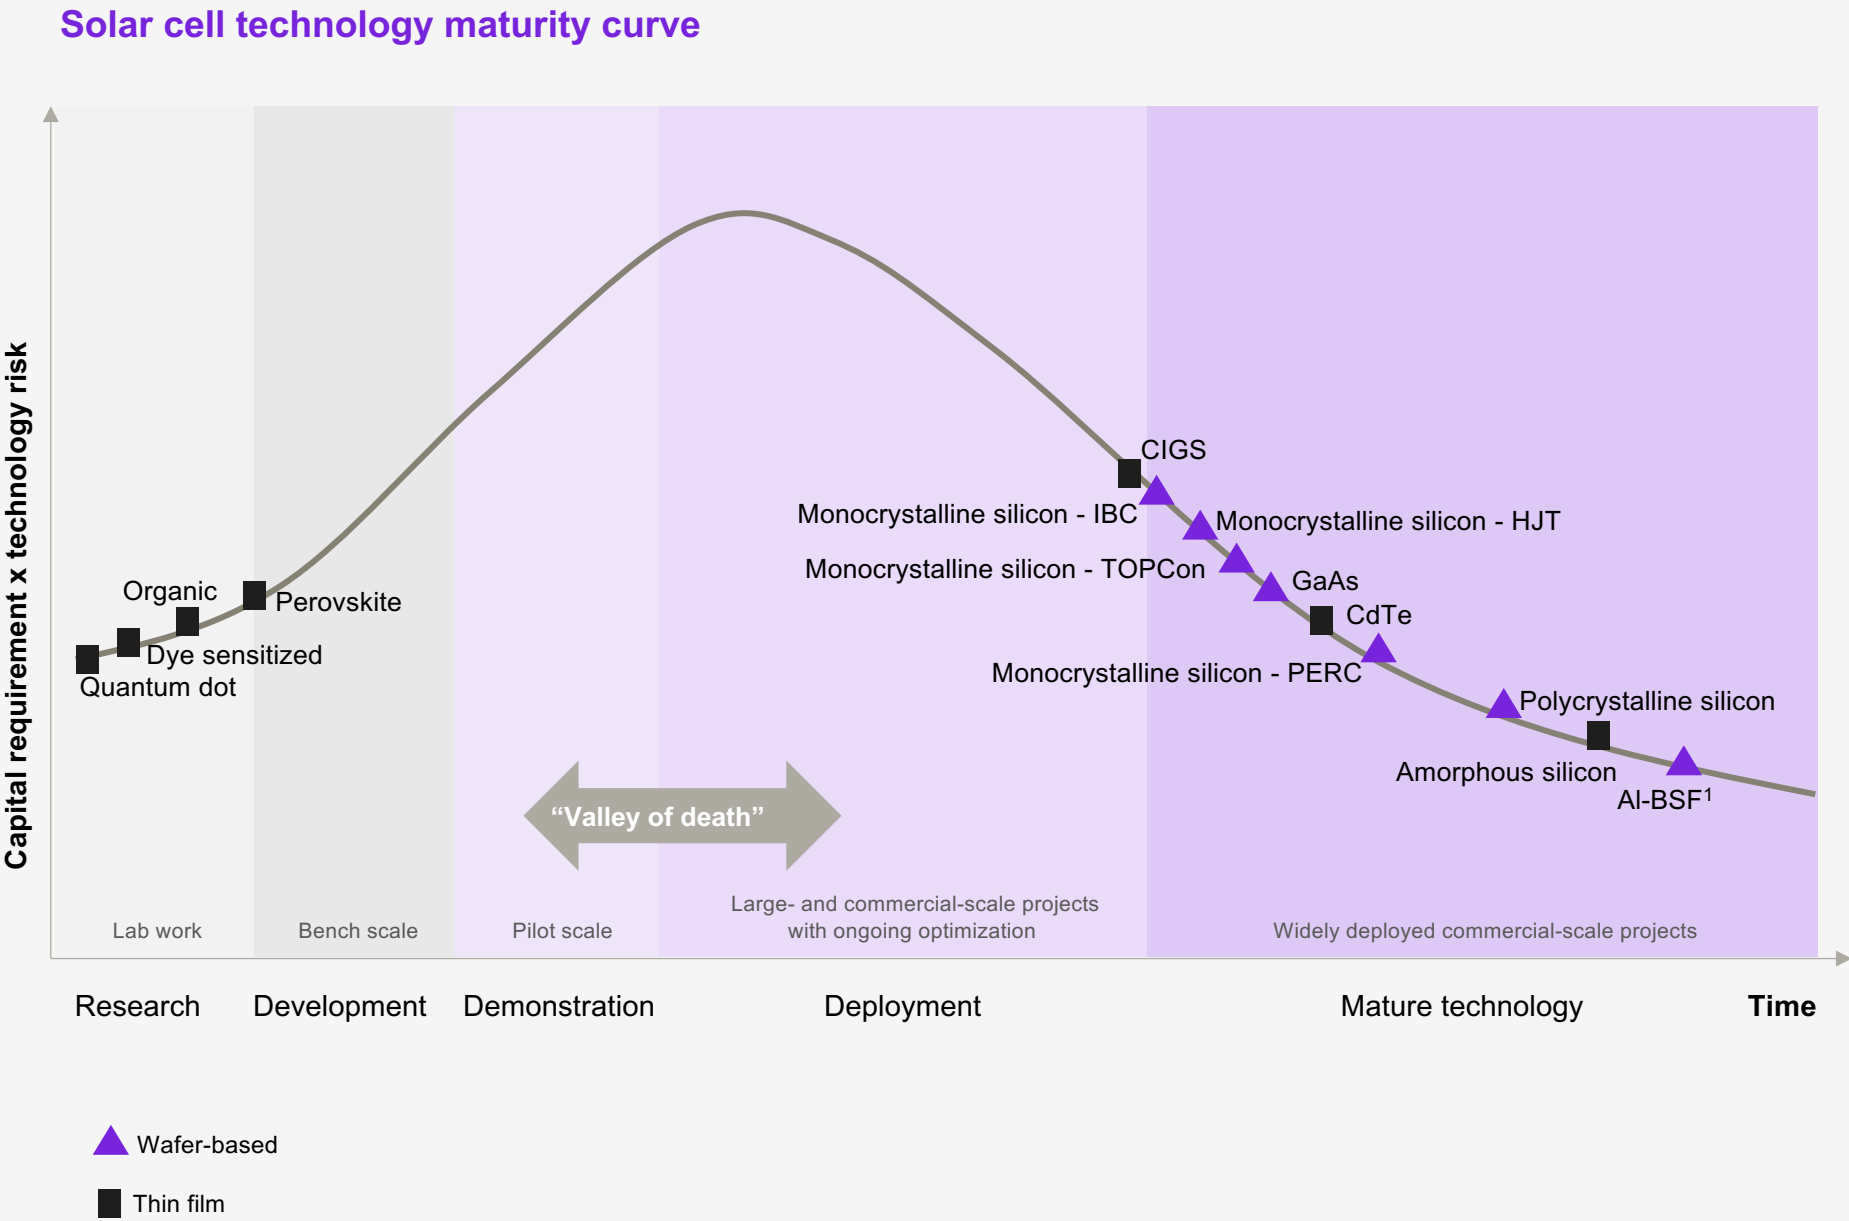 Solar cell technology maturity curve
Capital requirement x technology risk
CIGS
Monocrystalline silicon - IBC
Monocrystalline silicon - HJT
Monocrystalline silicon - TOPCon
GaAs
Organic
Perovskite
CdTe
Dye sensitized
Monocrystalline silicon - PERC
Quantum dot
Polycrystalline silicon
Amorphous silicon
Al-BSF¹
“Valley of death”
Lab work
Bench scale
Pilot scale
Large- and commercial-scale projects
with ongoing optimization
Widely deployed commercial-scale projects
Research
Development
Demonstration
Deployment
Mature technology
Time
Wafer-based
Thin film